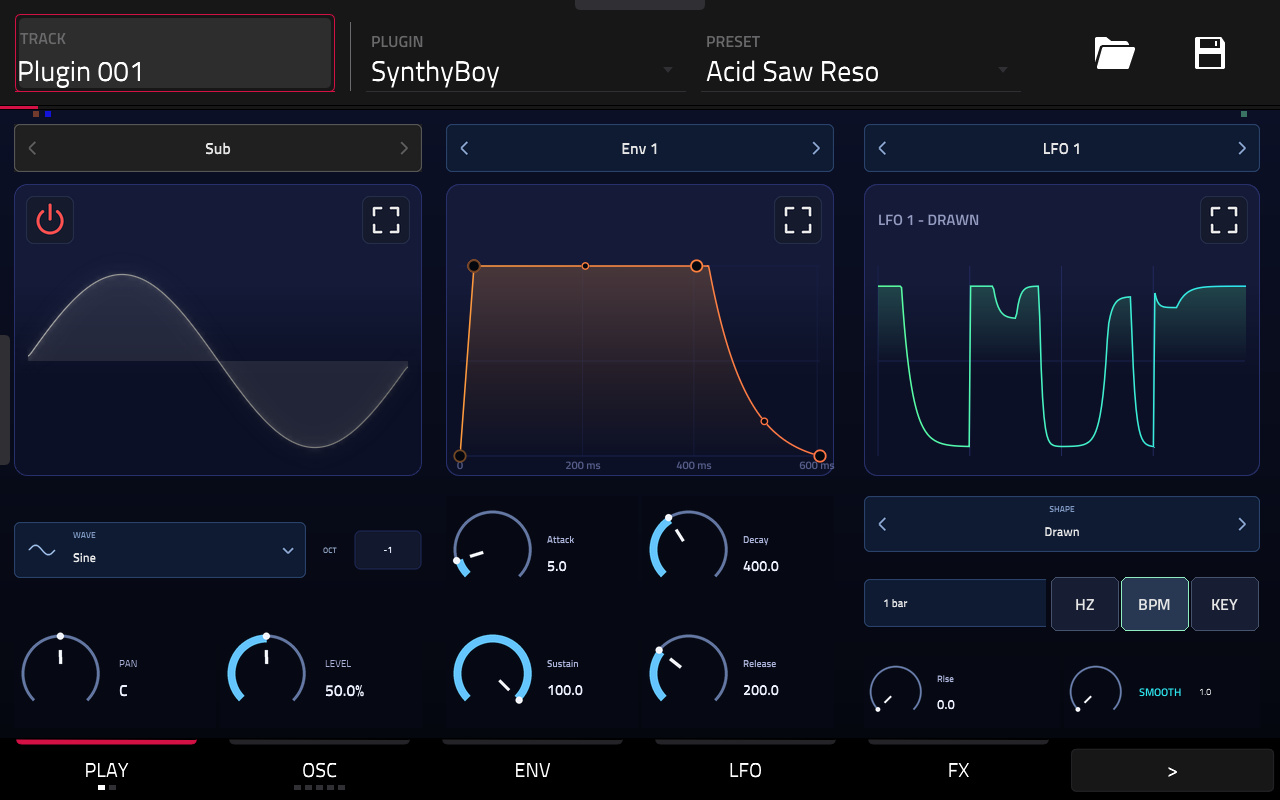 TRACK
Plugin 001
PLUGIN
SynthyBoy
PRESET
Acid Saw Reso
Sub
Env 1
LFO 1
LFO 1 - DRAWN
0
200 ms
400 ms
600 ms
WAVE
Sine
OCT
-1
PAN
C
LEVEL
50.0%
Attack
5.0
Decay
400.0
Sustain
100.0
Release
200.0
SHAPE
Drawn
1 bar
HZ
BPM
KEY
Rise
0.0
SMOOTH
1.0
PLAY
OSC
ENV
LFO
FX
>